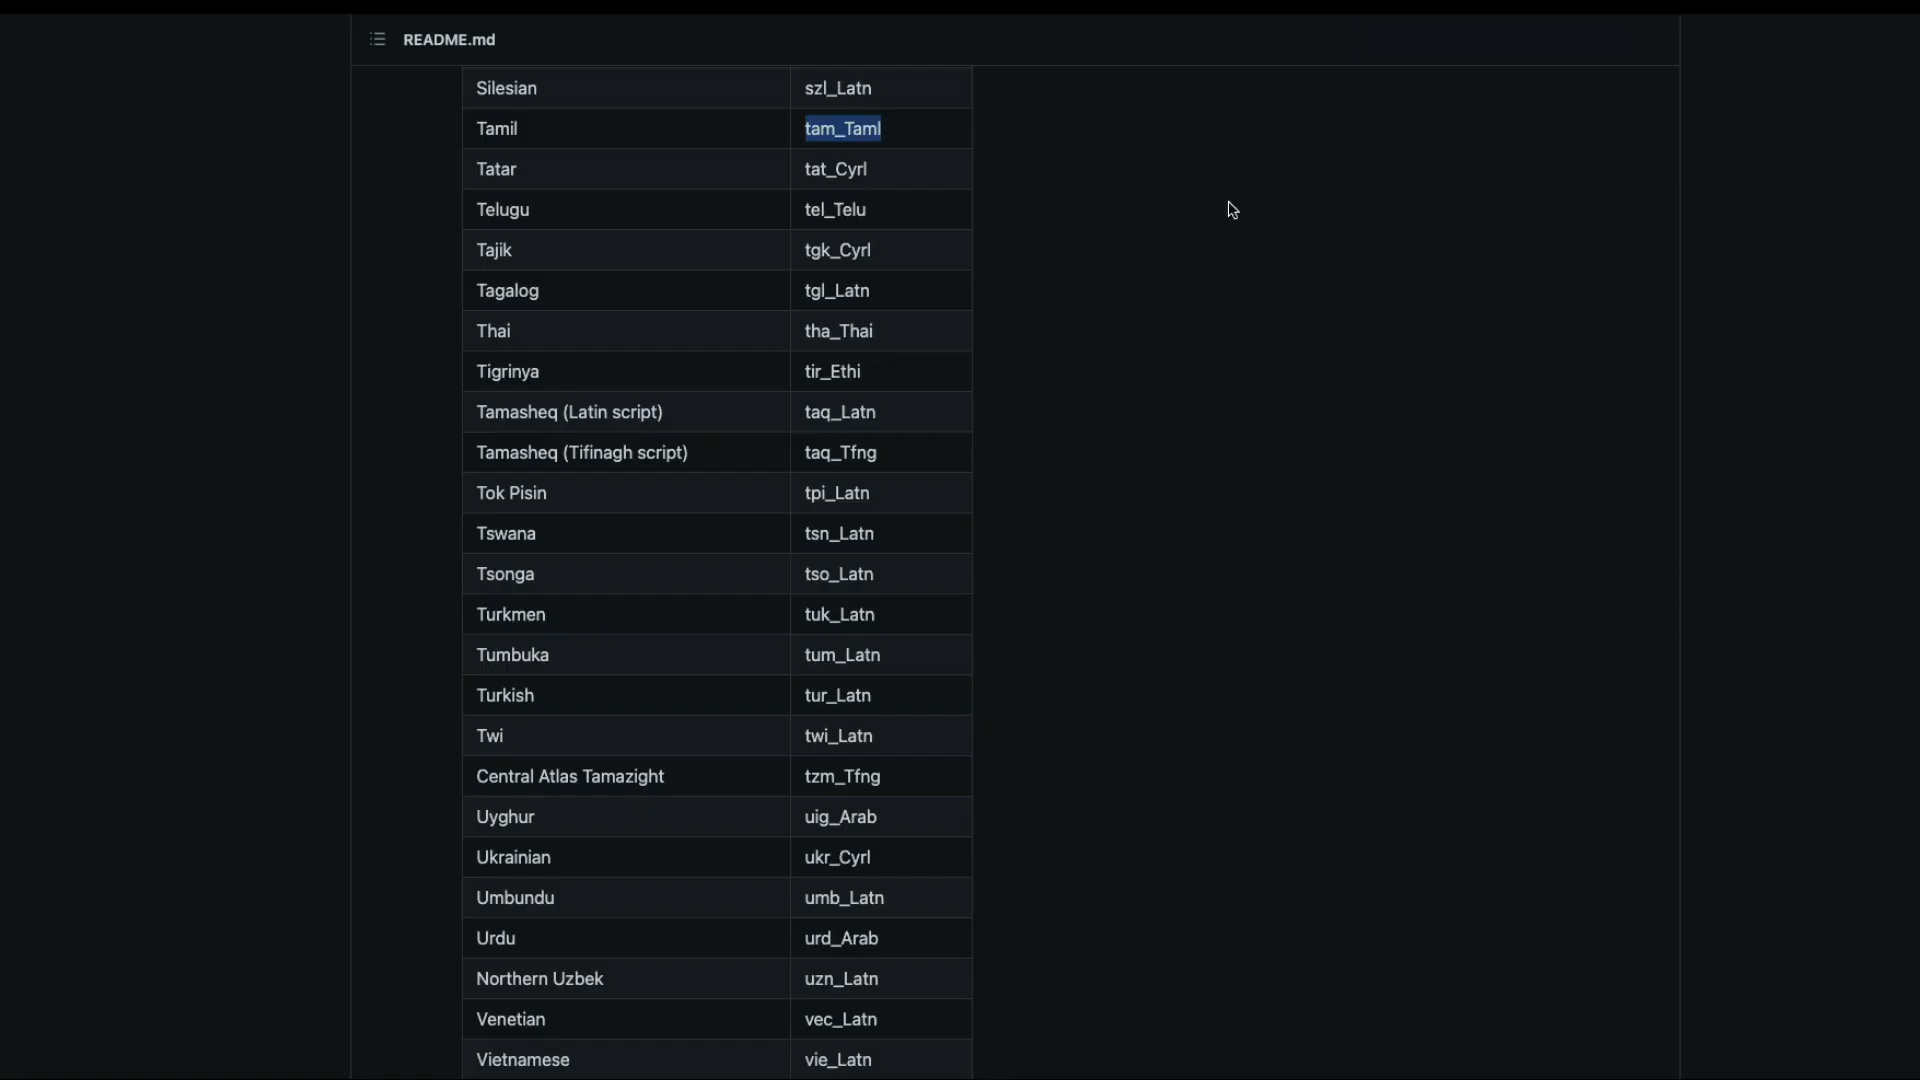 README.md
Silesian szl_Latn
Tamil tam_Taml
Tatar tat_Cyrl
Telugu tel_Telu
Tajik tgk_Cyrl
Tagalog tgl_Latn
Thai tha_Thai
Tigrinya tir_Ethi
Tamasheq (Latin script) taq_Latn
Tamasheq (Tifinagh script) taq_Tfng
Tok Pisin tpi_Latn
Tswana tsn_Latn
Tsonga tso_Latn
Turkmen tuk_Latn
Tumbuka tum_Latn
Turkish tur_Latn
Twi twi_Latn
Central Atlas Tamazight tzm_Tfng
Uyghur uig_Arab
Ukrainian ukr_Cyrl
Umbundu umb_Latn
Urdu urd_Arab
Northern Uzbek uzn_Latn
Venetian vec_Latn
Vietnamese vie_Latn